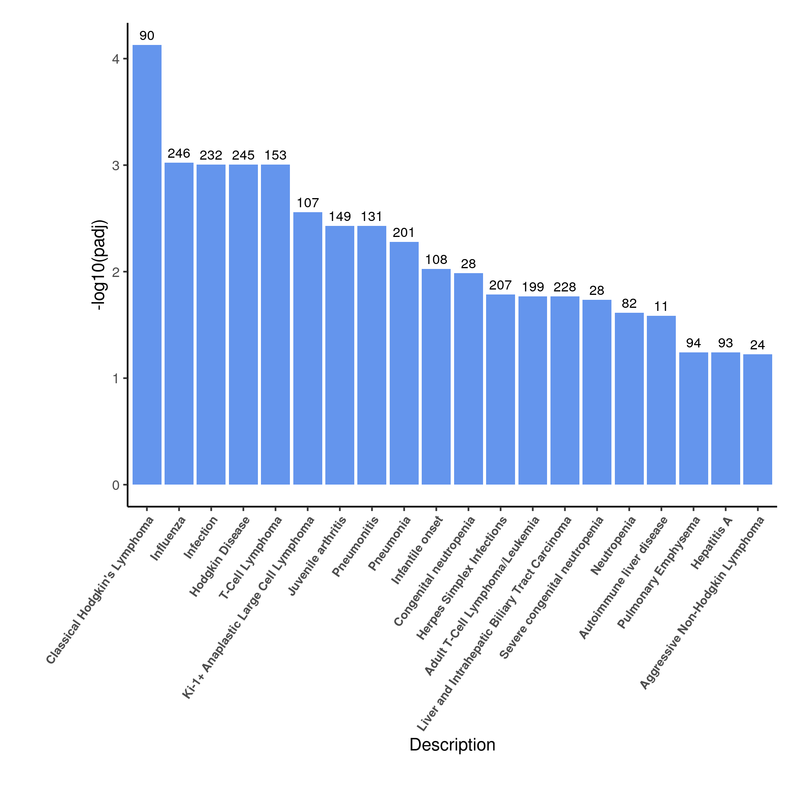 90
246 232 245 153
107
149 131
201
108 28
207 199 228 28
82 11
94 93 24
4
3
2
1
0
-log10(padj)
Classical Hodgkin's Lymphoma
Influenza
Infection
Hodgkin Disease
T-Cell Lymphoma
Ki-1+ Anaplastic Large Cell Lymphoma
Juvenile arthritis
Pneumonitis
Pneumonia
Infantile onset
Congenital neutropenia
Herpes Simplex Infections
Adult T-Cell Lymphoma/Leukemia
Liver and Intrahepatic Biliary Tract Carcinoma
Severe congenital neutropenia
Neutropenia
Autoimmune liver disease
Pulmonary Emphysema
Hepatitis A
Aggressive Non-Hodgkin Lymphoma
Description